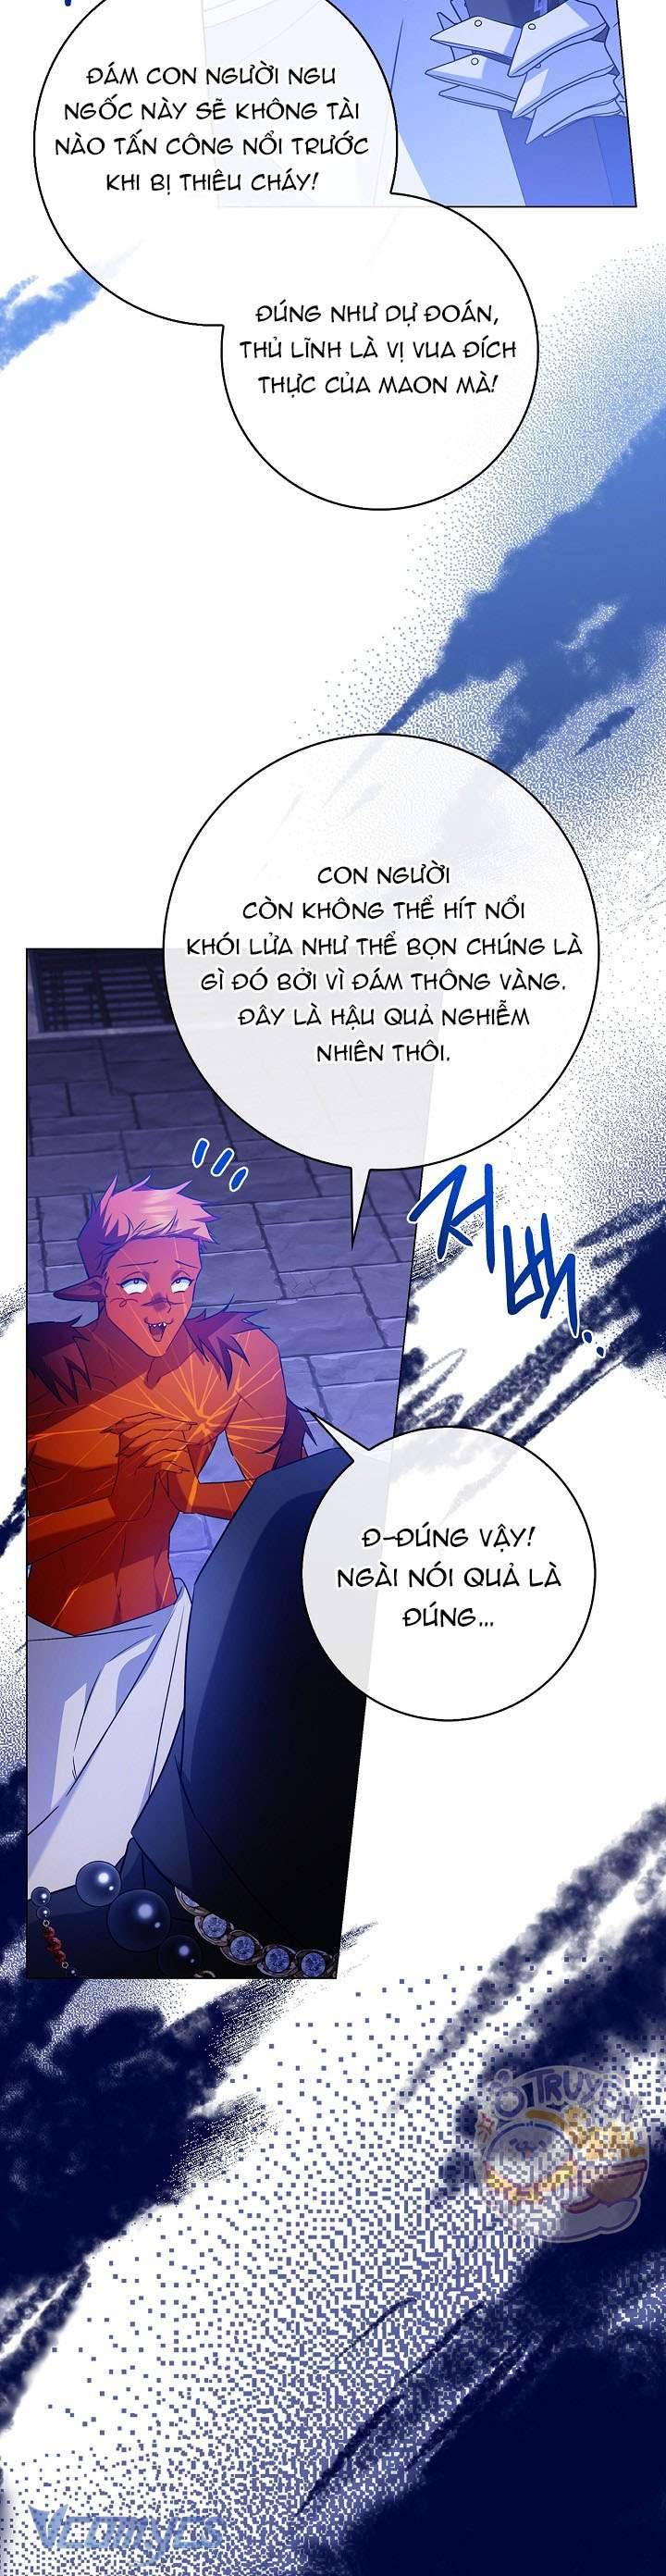 ĐÁM CON NGƯỜI NGU
NGỐC NÀY SẼ KHÔNG TÀI
NÀO TẤN CÔNG NỔI TRƯỚC
KHI BỊ THIÊU CHÁY!
ĐÚNG NHƯ DỰ ĐOÁN,
THỦ LĨNH LÀ VỊ VUA ĐÍCH
THỰC CỦA MAON MÀ!
CON NGƯỜI
CÒN KHÔNG THỂ HÍT NỔI
KHÓI LỬA NHƯ THỂ BỌN CHÚNG LÀ
GÌ ĐÓ BỞI VÌ ĐÁM THÔNG VÀNG.
ĐÂY LÀ HẬU QUẢ NGHIỄM
NHIÊN THÔI.
저벅
Đ-ĐÚNG VẬY!
NGÀI NÓI QUẢ LÀ
ĐÚNG...
Vcomycs